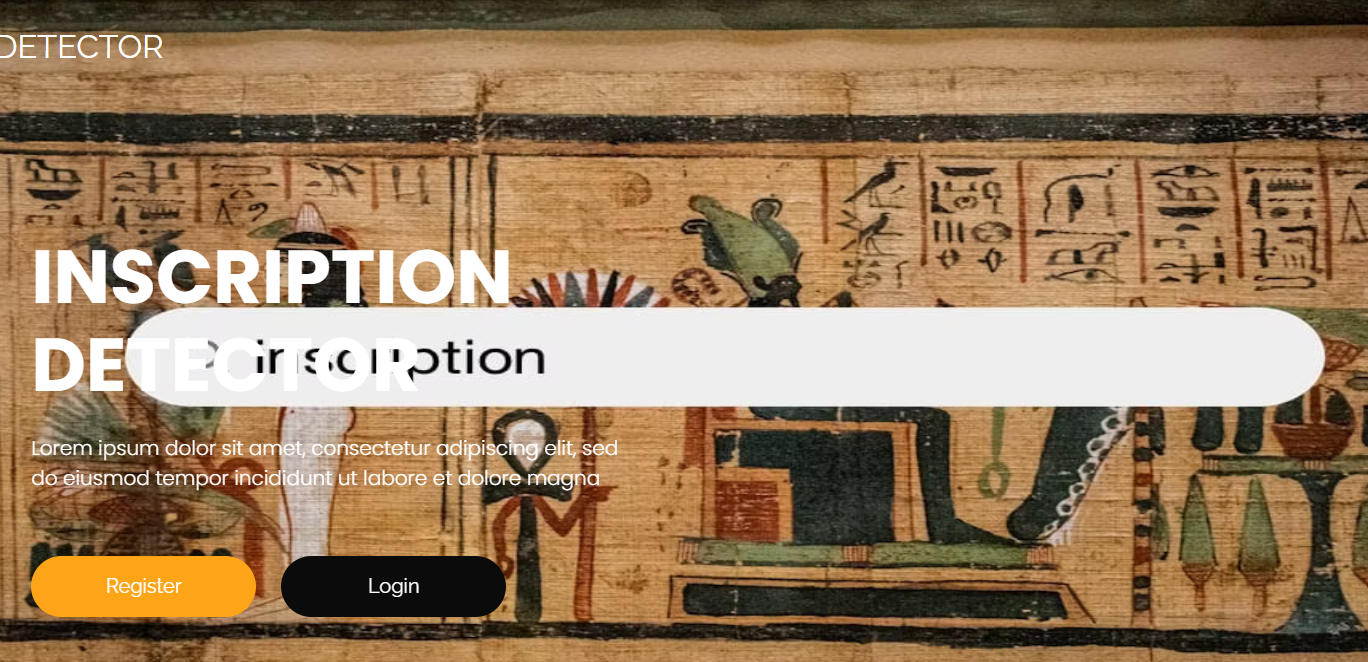 DETECTOR
INSCRIPTION
DETECTOR
inscription
Lorem ipsum dolor sit amet, consectetur adipiscing elit, sed
do eiusmod tempor incididunt ut labore et dolore magna
Register
Login